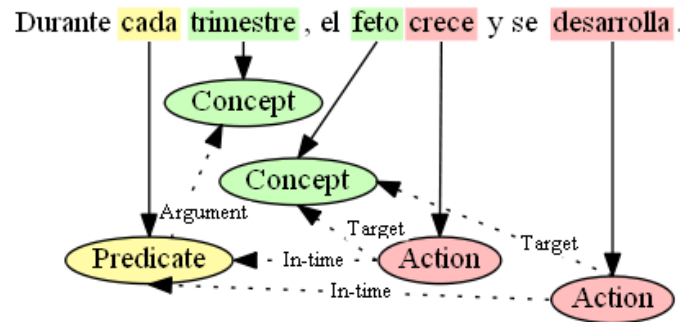 Durante cada trimestre , el feto crece y se desarrolla .
Concept
Concept
Argument
Target
Predicate
In-time
Action
Target
In-time
Action